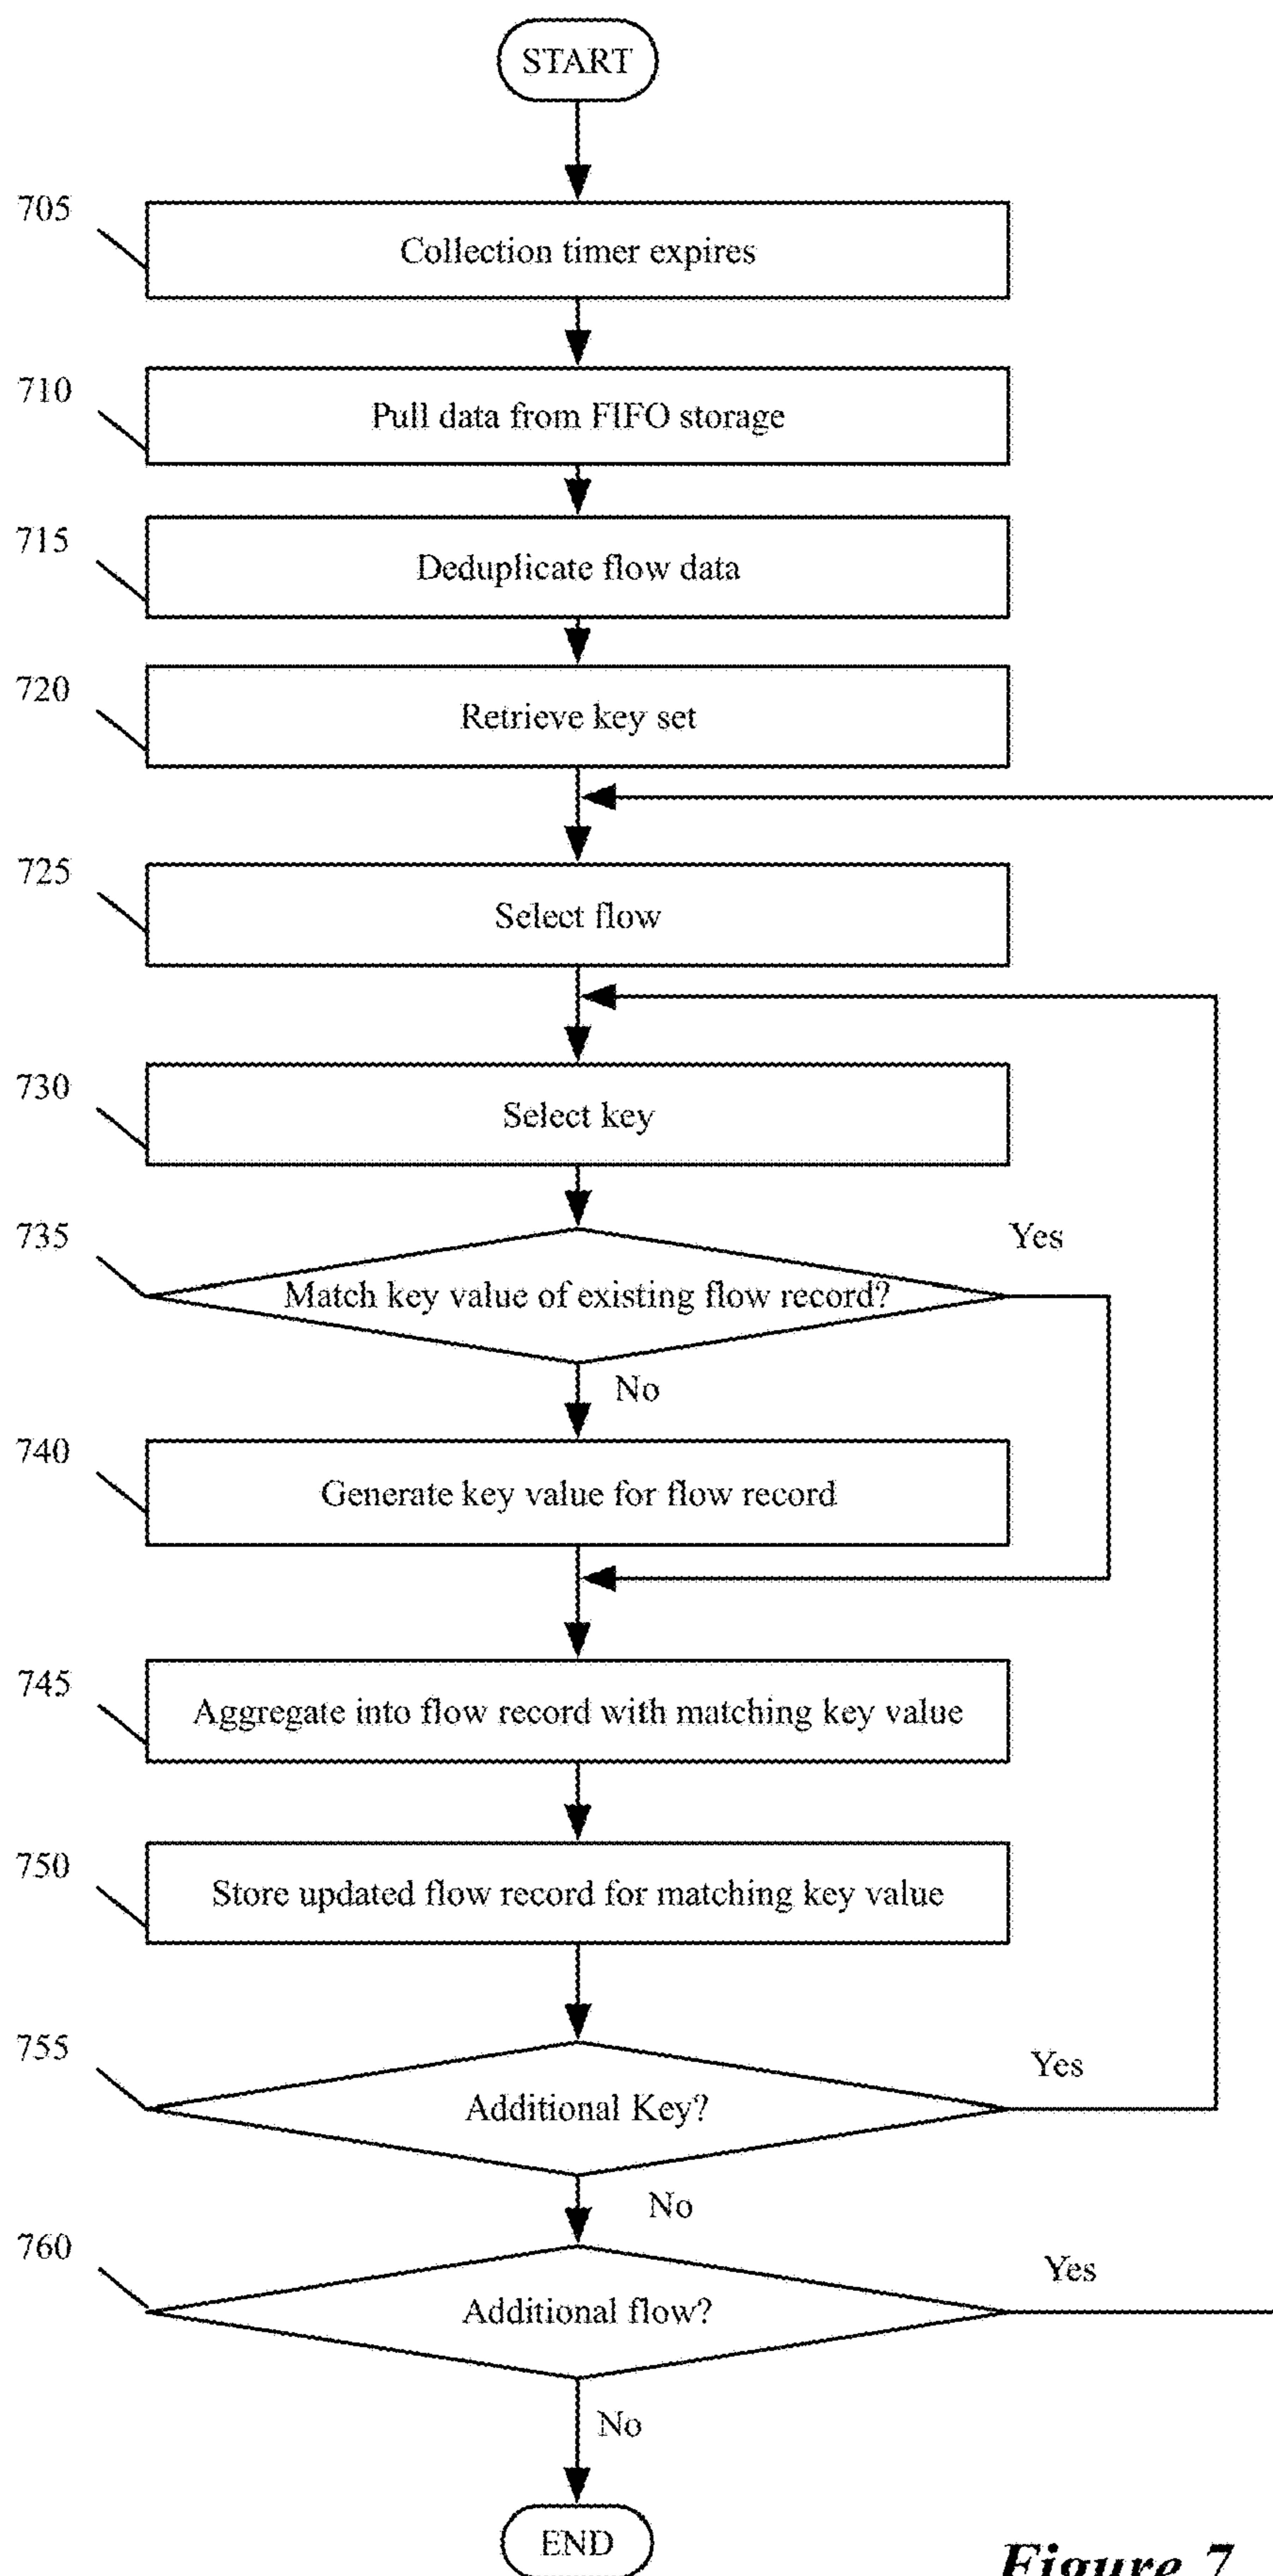 START
705
Collection timer expires
710
Pull data from FIFO storage
715
Deduplicate flow data
720
Retrieve key set
725
Select flow
730
Select key
735
Match key value of existing flow record?
Yes
No
740
Generate key value for flow record
745
Aggregate into flow record with matching key value
750
Store updated flow record for matching key value
755
Additional Key?
Yes
No
760
Additional flow?
Yes
No
END
Figure 7